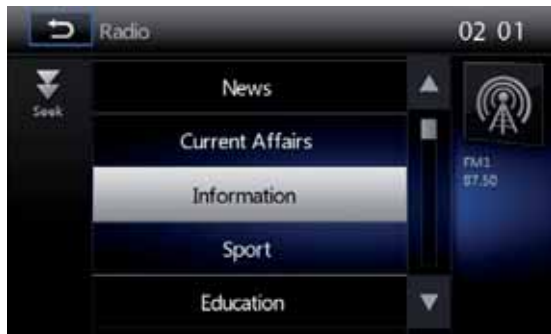 Radio
02 01
Seek
News
Current Affairs
Information
Sport
Education
FM1
87.50